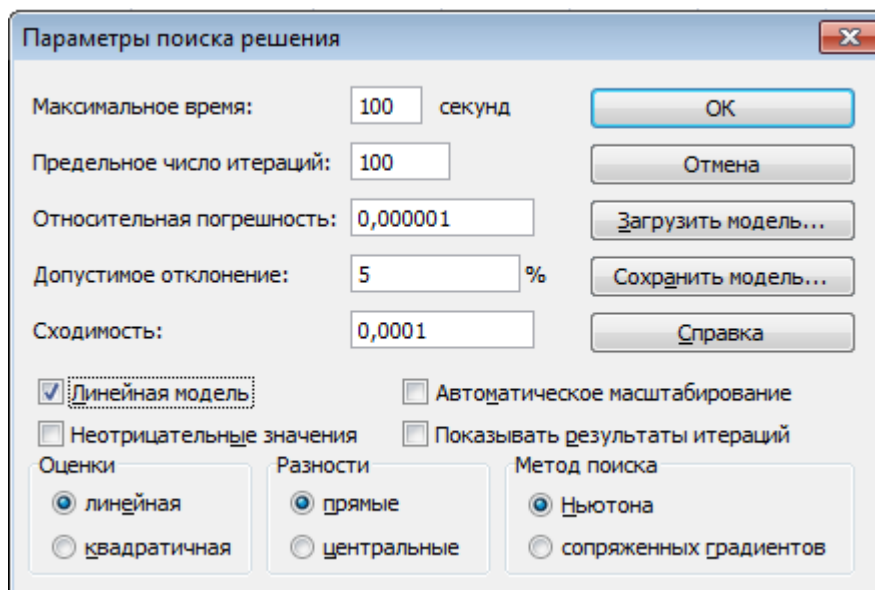 Параметры поиска решения
Максимальное время: 100 секунд OK
Предельное число итераций: 100 Отмена
Относительная погрешность: 0,000001 Загрузить модель...
Допустимое отклонение: 5 % Сохранить модель...
Сходимость: 0,0001 Справка
Линейная модель Автоматическое масштабирование
Неотрицательные значения Показывать результаты итераций
Оценки Разности Метод поиска
линейная прямые Ньютона
квадратичная центральные сопряженных градиентов